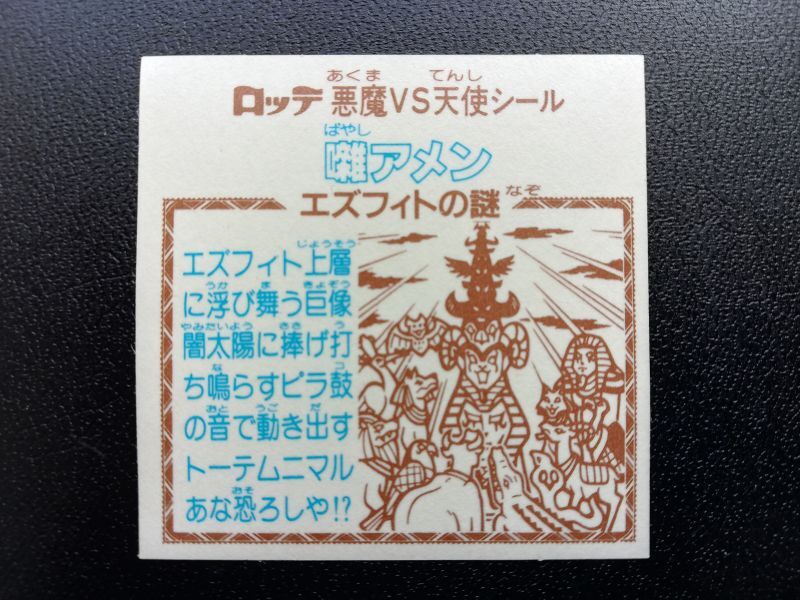 あくま てんし
ロッテ 悪魔VS天使シール
ばやし
囃アメン
エズフィトの謎
なぞ
じょうそう
エズフィト上層
うか ま きょぞう
に浮び舞う巨像
やみたいよう ささ う
闇太陽に捧げ打
な つ
ち鳴らすピラ鼓
おと うご だ
の音で動き出す
トーテムニマル
おそ
あな恐ろしや!?